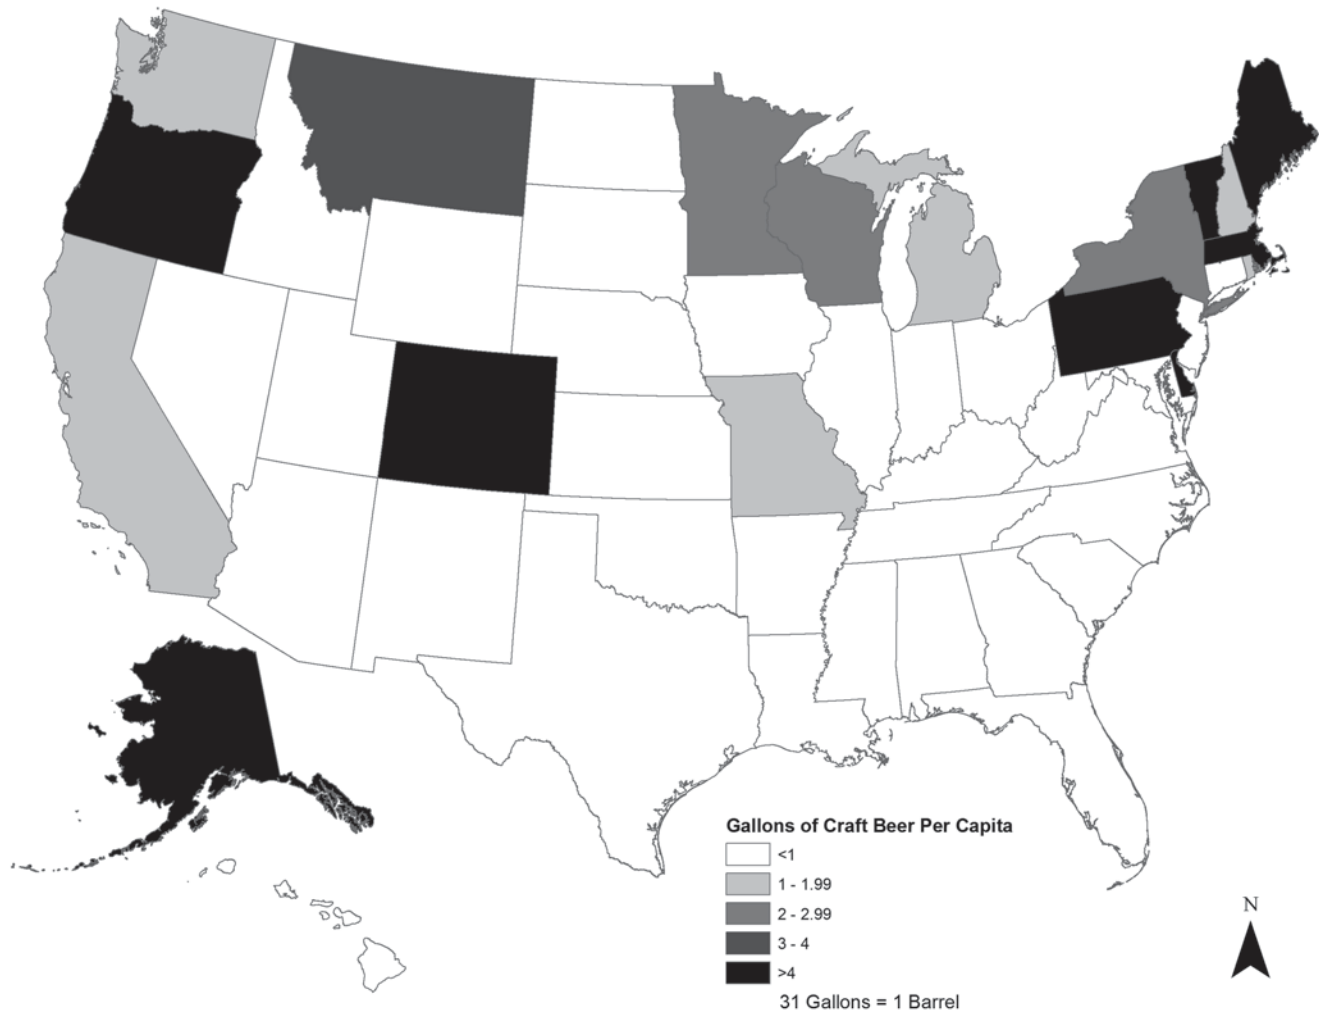 Gallons of Craft Beer Per Capita
<1
1 - 1.99
2 - 2.99
3 - 4
>4
31 Gallons = 1 Barrel
N